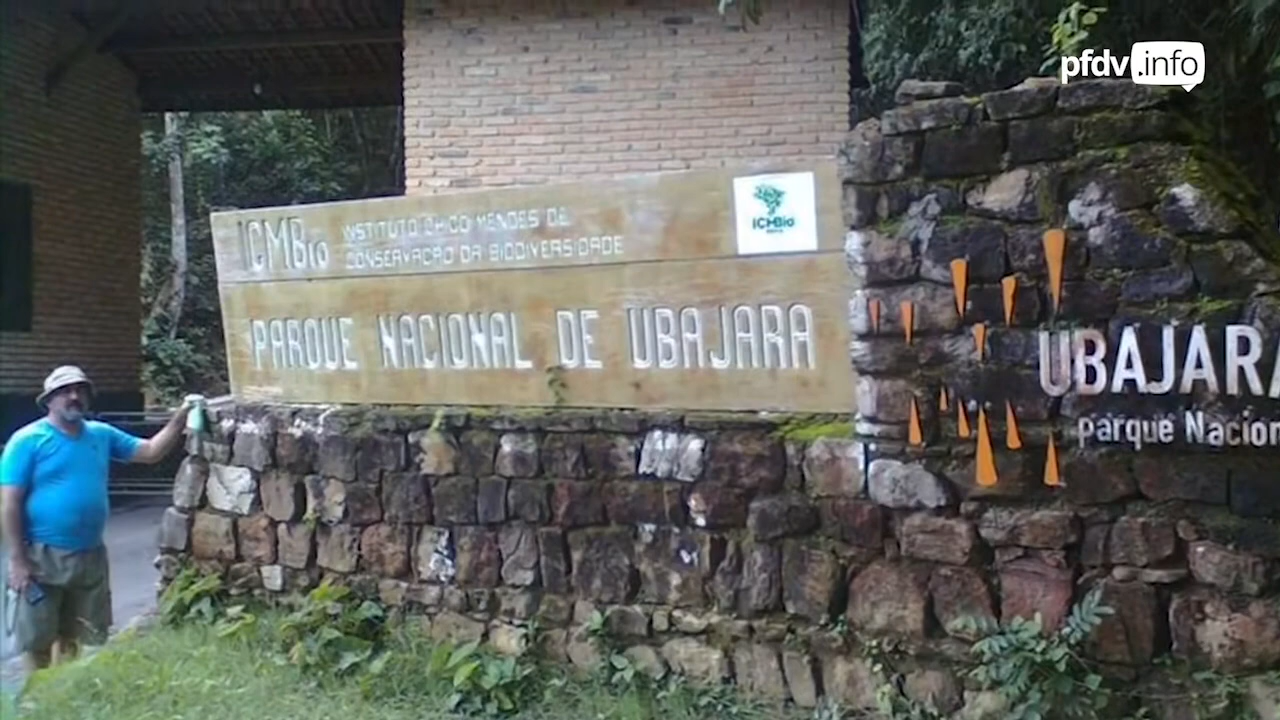 pfdv.info
ICMBio
INSTITUTO CHICO MENDES DE
CONSERVAÇÃO DA BIODIVERSIDADE
ICMBio
PARQUE NACIONAL DE UBAJARA
UBAJARA
parque Nacion